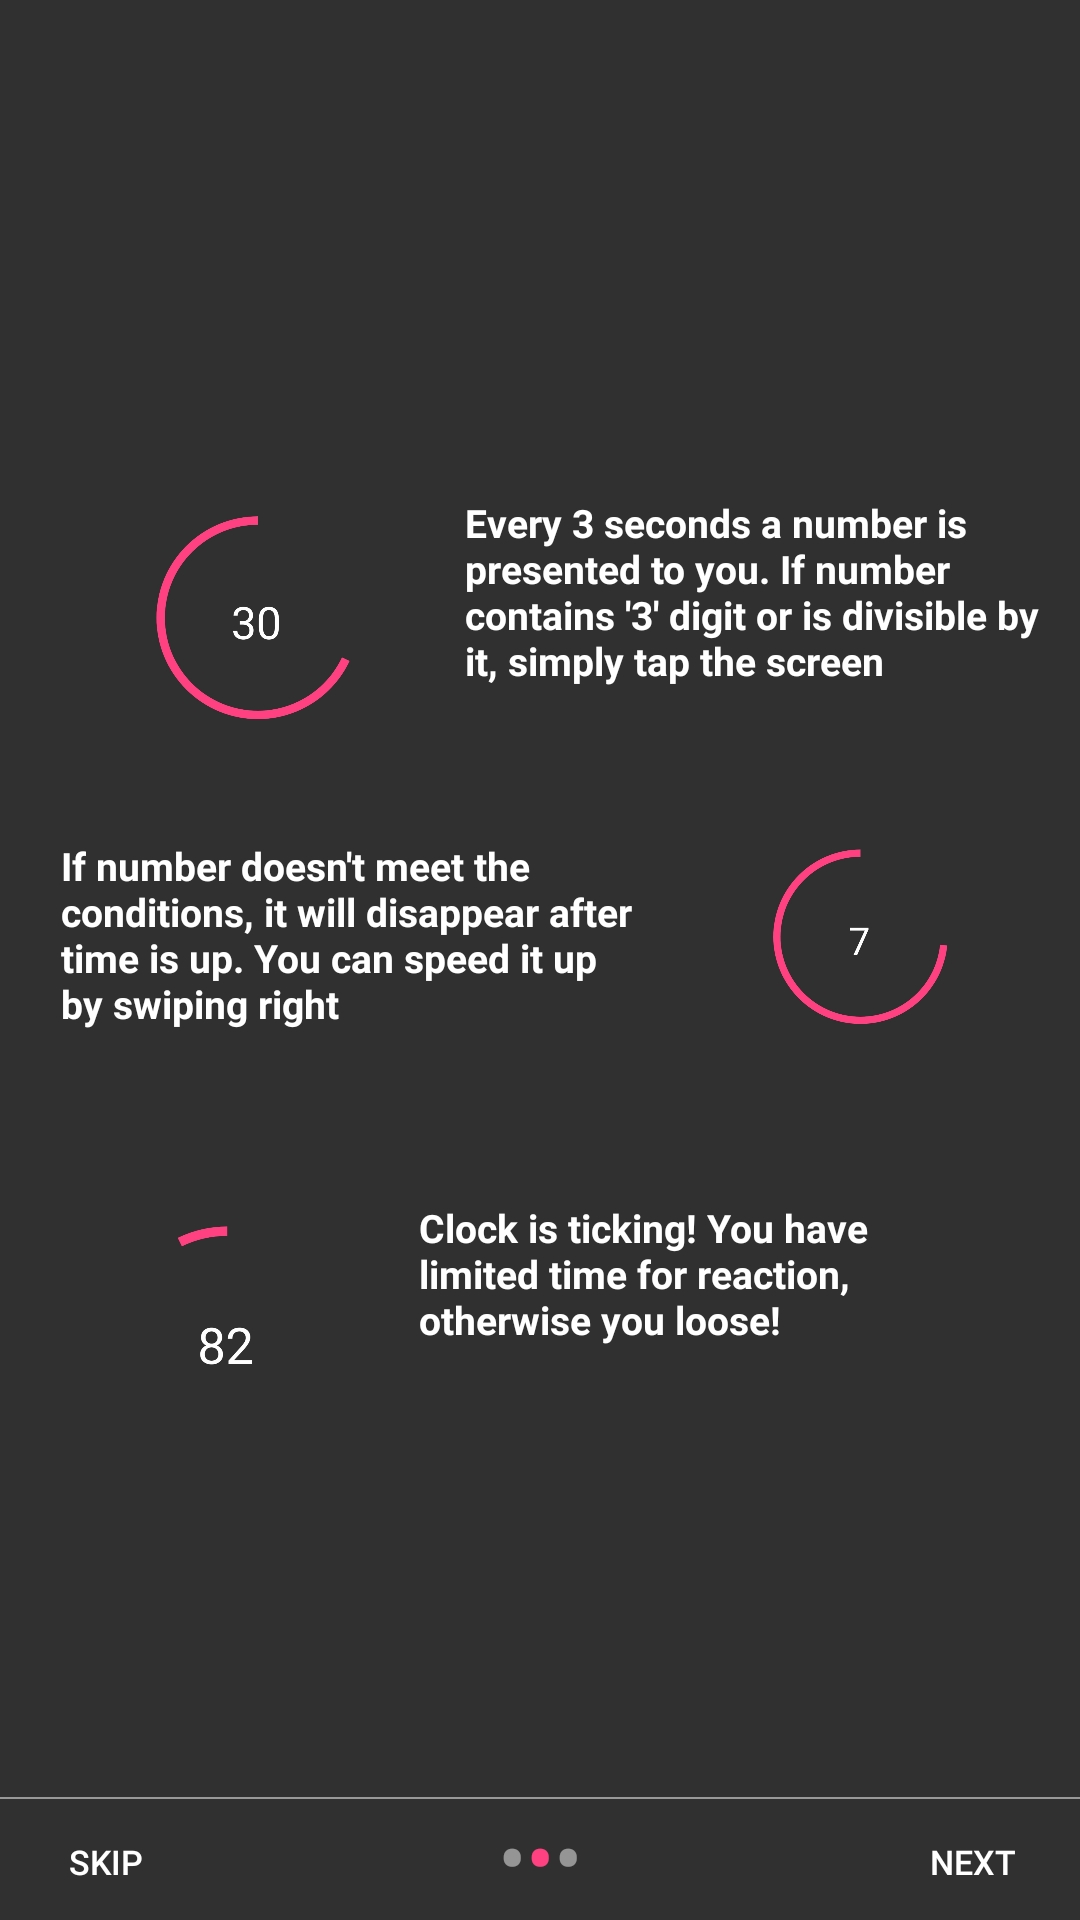 Every 3 seconds a number is
presented to you. If number
contains '3' digit or is divisible by
it, simply tap the screen
30
If number doesn't meet the
conditions, it will disappear after
time is up. You can speed it up
by swiping right
7
Clock is ticking! You have
limited time for reaction,
otherwise you loose!
82
SKIP
NEXT